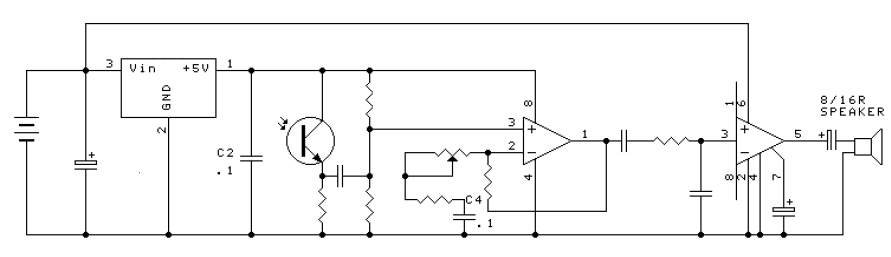 3
Vin +5V
1
GND
2
C2
.1
8
3
+
2
−
1
4
C4
.1
1 6
3
+
−
5
8 2 4 7
+
+
+
8/16R
SPEAKER